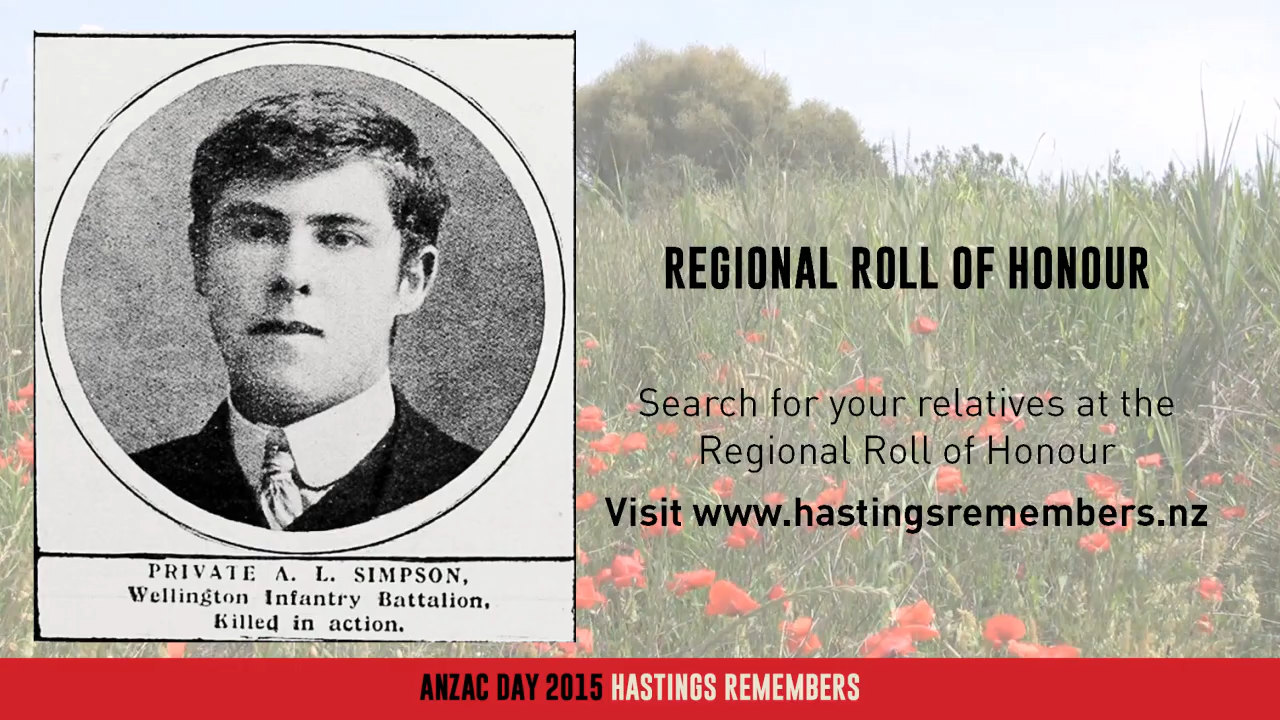 PRIVATE A. L. SIMPSON,
Wellington Infantry Battalion,
Killed in action.
REGIONAL ROLL OF HONOUR
Search for your relatives at the
Regional Roll of Honour
Visit www.hastingsremembers.nz
ANZAC DAY 2015 HASTINGS REMEMBERS